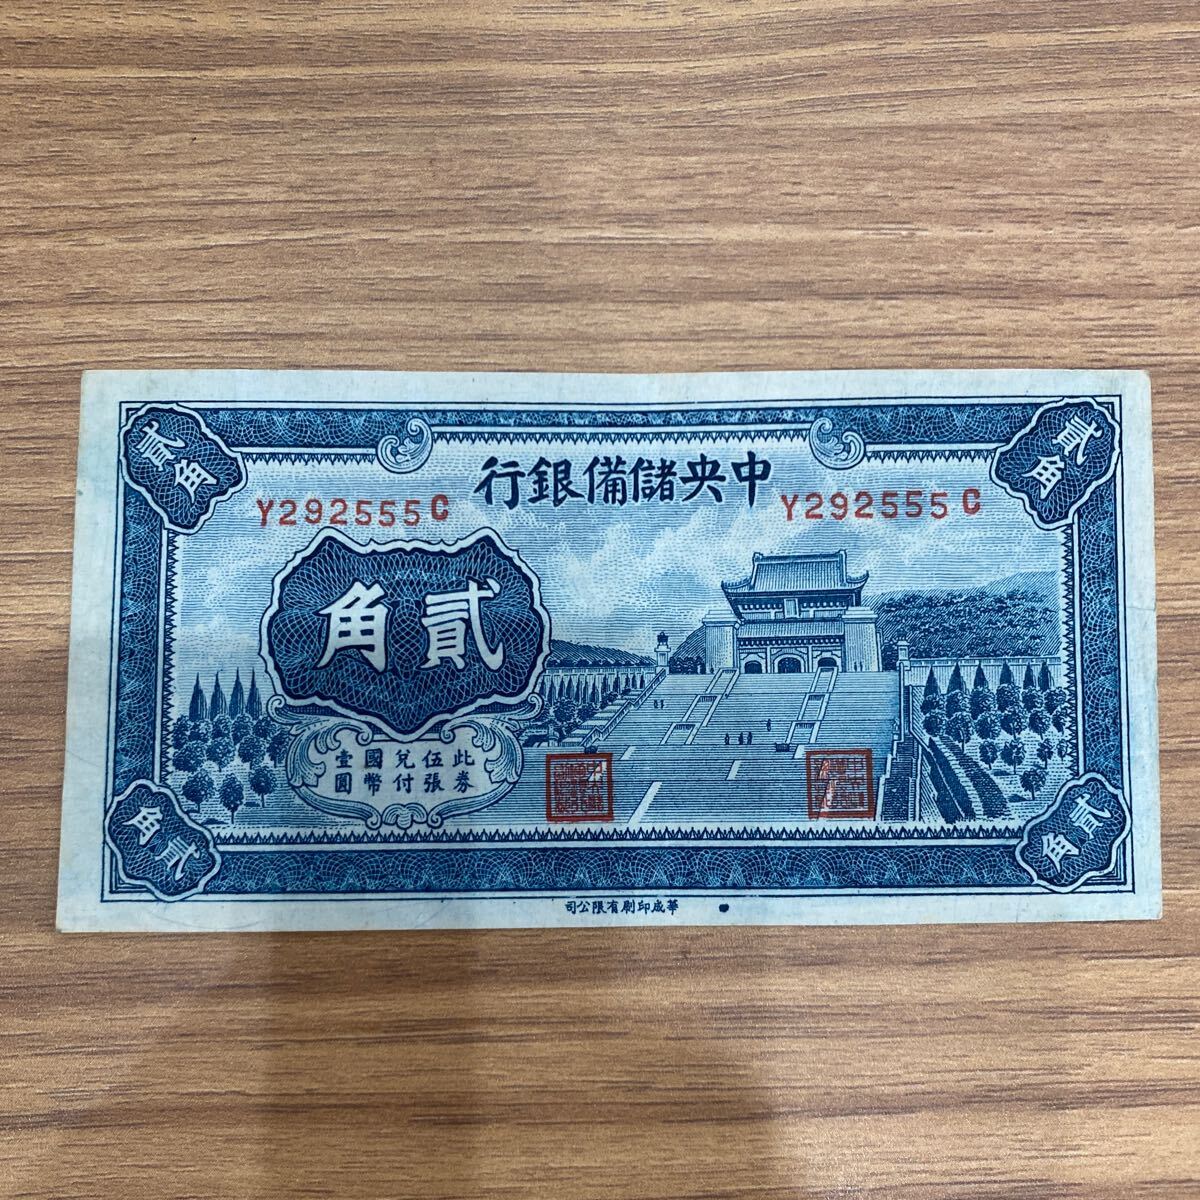 貳角
貳角
中央儲備銀行
Y292555C
Y292555C
貳角
此券
伍張
兌付
國幣
壹圓
貳角
貳角
華成印刷有限公司